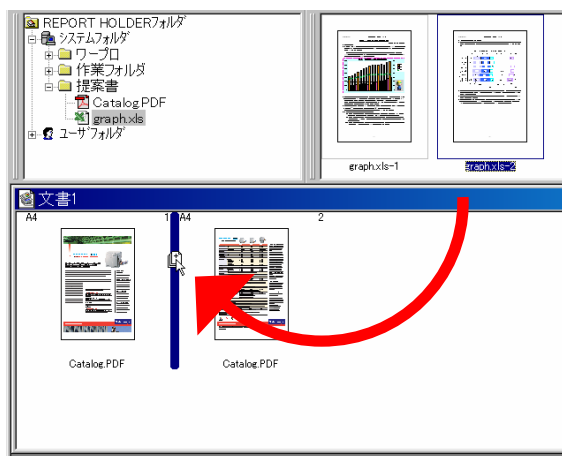 REPORT HOLDERフォルダ
システムフォルダ
ワープロ
作業フォルダ
提案書
Catalog.PDF
graph.xls
ユーザフォルダ
graph.xls-1
graph.xls-2
文書1
A4
1
A4
2
Catalog.PDF
Catalog.PDF